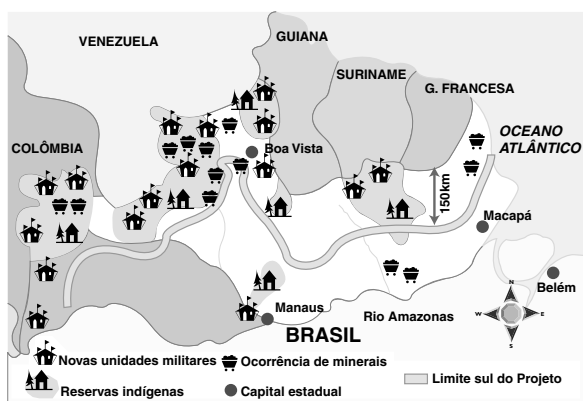 VENEZUELA
GUIANA
SURINAME
G. FRANCESA
OCEANO
ATLÂNTICO
COLÔMBIA
Boa Vista
150km
Macapá
Belém
Manaus
Rio Amazonas
BRASIL
N
W
E
S
Novas unidades militares
Ocorrência de minerais
Reservas indígenas
Capital estadual
Limite sul do Projeto